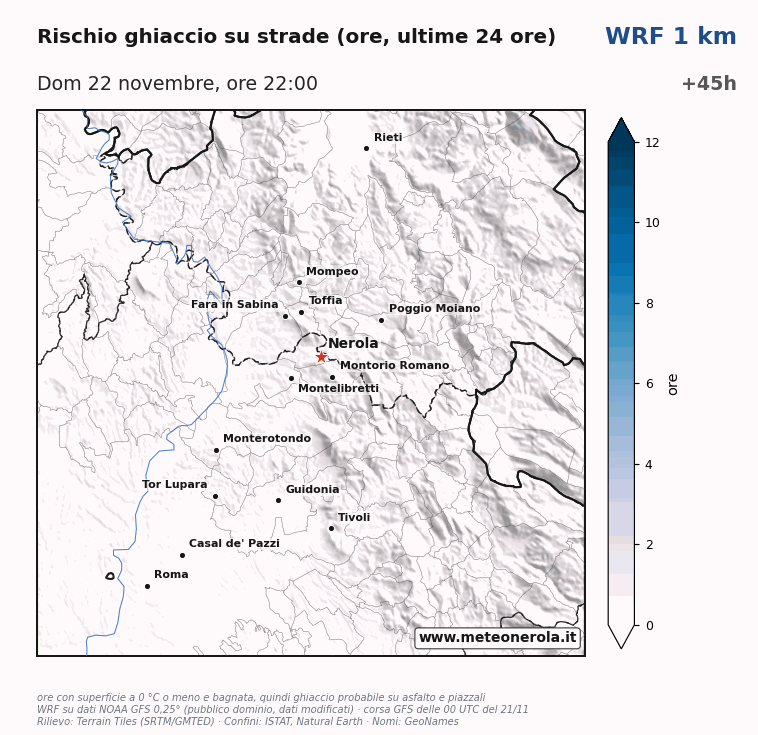 Rischio ghiaccio su strade (ore, ultime 24 ore)
WRF 1 km
Dom 22 novembre, ore 22:00
+45h
Rieti
Mompeo
Fara in Sabina
Toffia
Poggio Moiano
Nerola
Montorio Romano
Montelibretti
Monterotondo
Tor Lupara
Guidonia
Tivoli
Casal de' Pazzi
Roma
www.meteonerola.it
12
10
8
6
4
2
0
ore
ore con superficie a 0 °C o meno e bagnata, quindi ghiaccio probabile su asfalto e piazzali
WRF su dati NOAA GFS 0,25° (pubblico dominio, dati modificati) · corsa GFS delle 00 UTC del 21/11
Rilievo: Terrain Tiles (SRTM/GMTED) · Confini: ISTAT, Natural Earth · Nomi: GeoNames